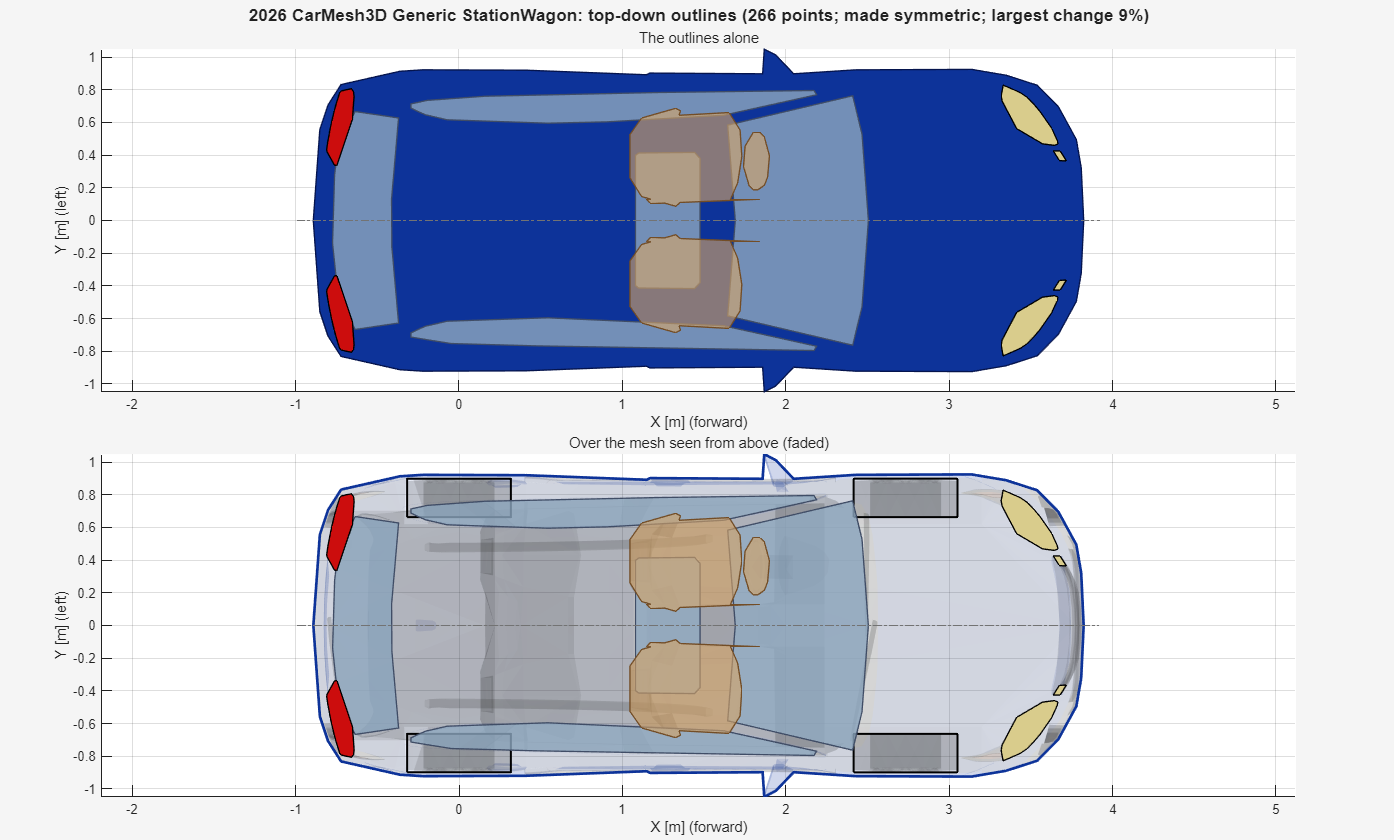 2026 CarMesh3D Generic StationWagon: top-down outlines (266 points; made symmetric; largest change 9%)
The outlines alone
1
0.8
0.6
0.4
0.2
0
-0.2
-0.4
-0.6
-0.8
-1
Y [m] (left)
-2 -1 0 1 2 3 4 5
X [m] (forward)
Over the mesh seen from above (faded)
1
0.8
0.6
0.4
0.2
0
-0.2
-0.4
-0.6
-0.8
-1
Y [m] (left)
-2 -1 0 1 2 3 4 5
X [m] (forward)